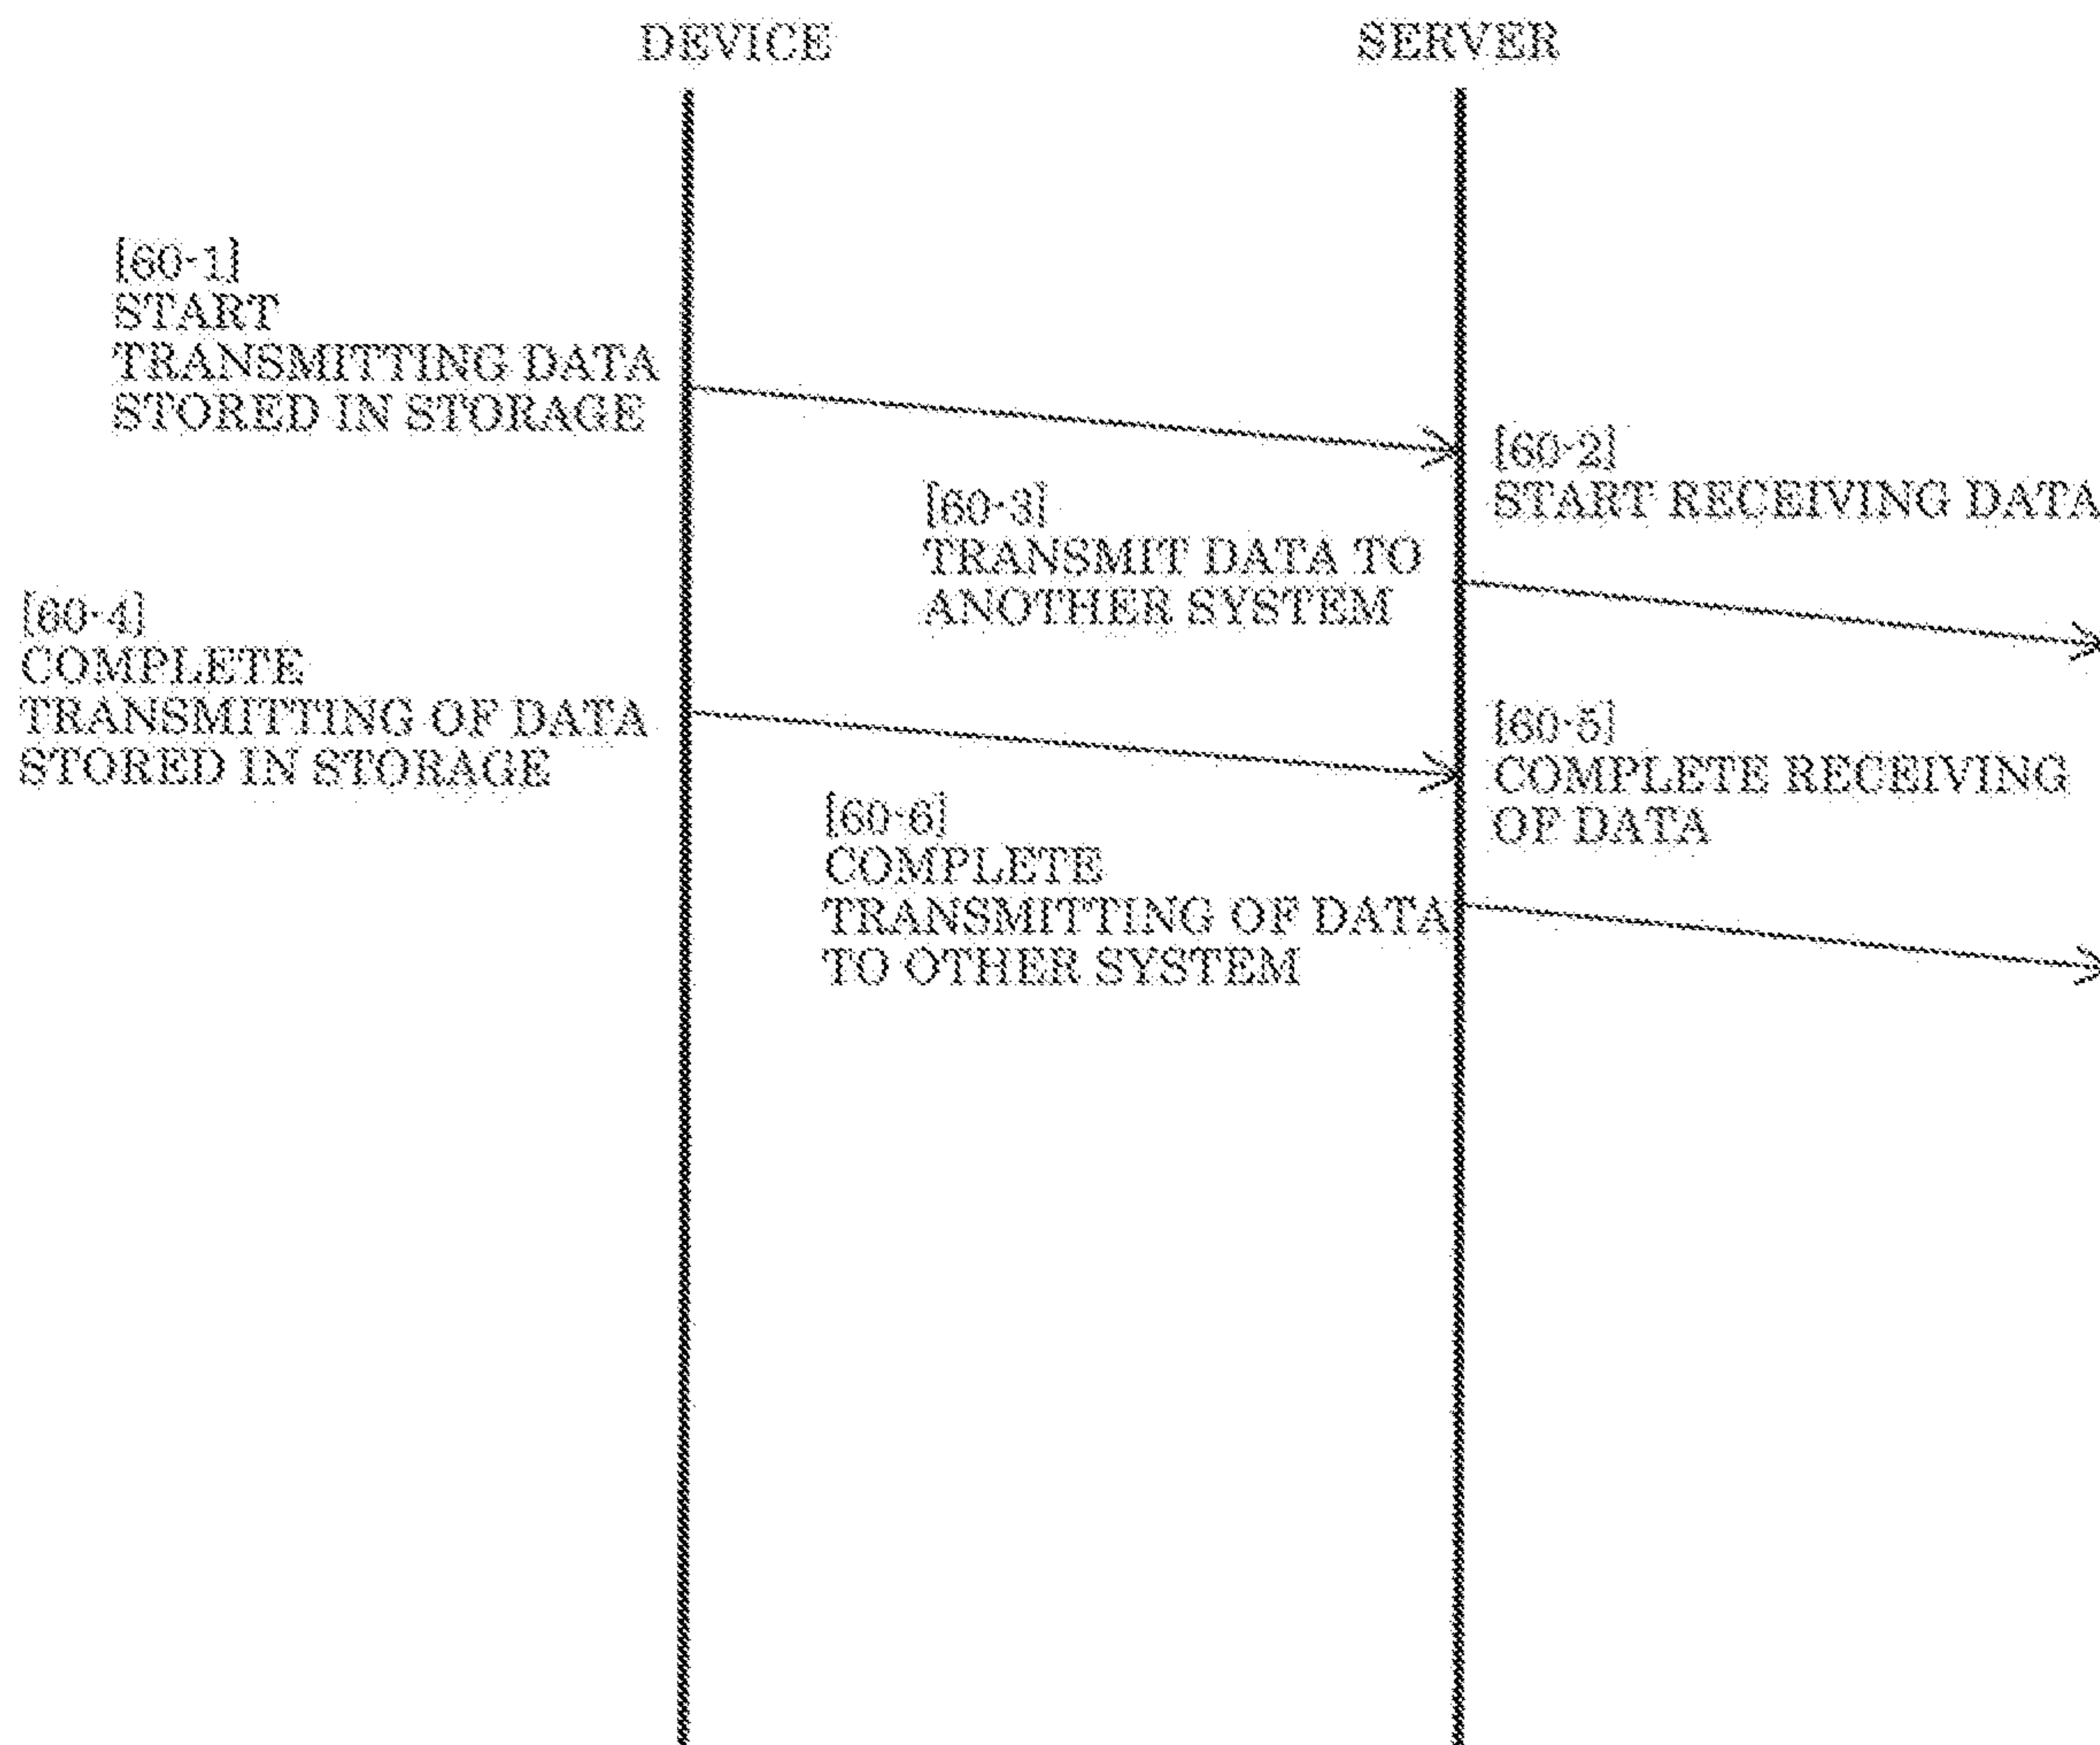 DEVICE
SERVER
[60-1]
START
TRANSMITTING DATA
STORED IN STORAGE
[60-2]
START RECEIVING DATA
[60-3]
TRANSMIT DATA TO
ANOTHER SYSTEM
[60-4]
COMPLETE
TRANSMITTING OF DATA
STORED IN STORAGE
[60-5]
COMPLETE RECEIVING
OF DATA
[60-6]
COMPLETE
TRANSMITTING OF DATA
TO OTHER SYSTEM